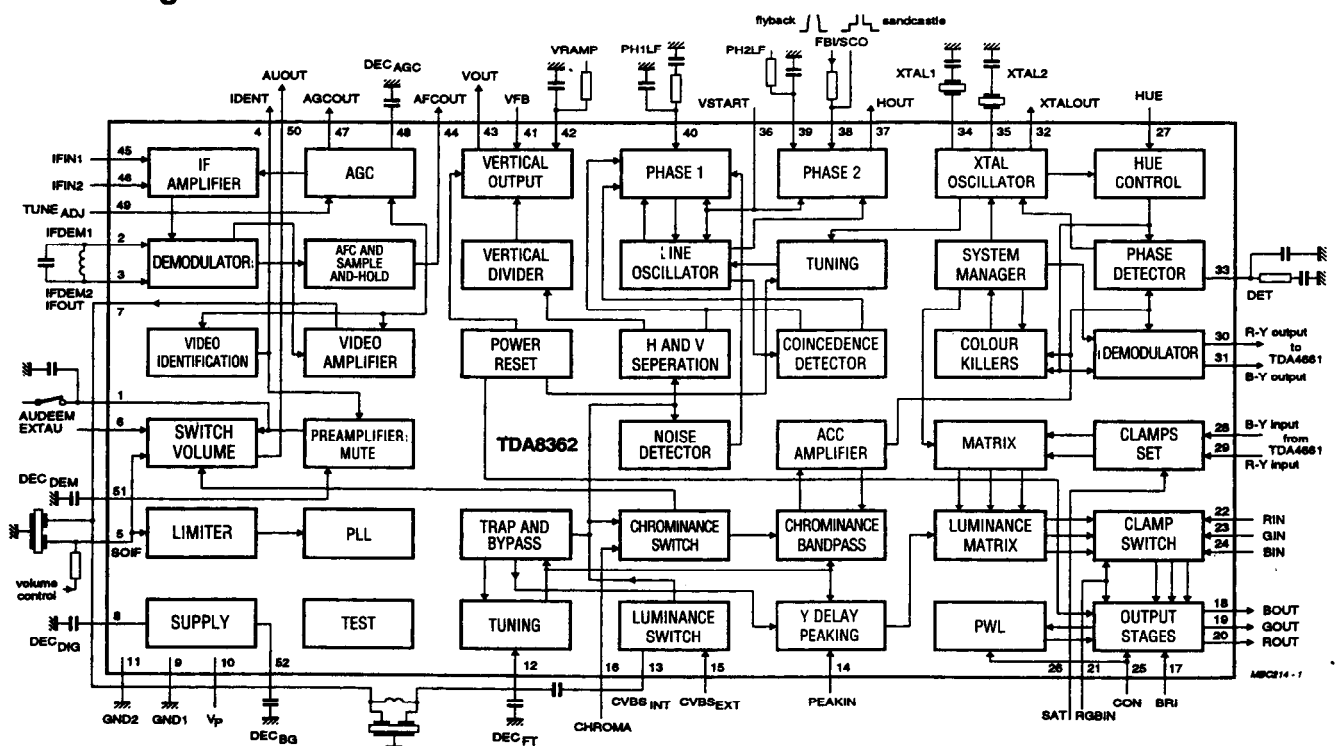 flyback sandcastle
VRAMP PH1LF PH2LF FBI/SCO
DEC AGC XTAL1 XTAL2
AUOUT VOUT
IDENT AGCOUT AFCOUT VFB VSTART HOUT XTALOUT HUE
4 50 47 48 44 43 41 42 40 36 39 38 37 34 35 32 27
IFIN1 45
IFIN2 46
TUNE ADJ 49
IF AMPLIFIER
AGC
VERTICAL OUTPUT
PHASE 1
PHASE 2
XTAL OSCILLATOR
HUE CONTROL
IFDEM1 2
3
IFDEM2
IFOUT
7
DEMODULATOR
AFC AND SAMPLE AND-HOLD
VERTICAL DIVIDER
LINE OSCILLATOR
TUNING
SYSTEM MANAGER
PHASE DETECTOR
33
DET
VIDEO IDENTIFICATION
VIDEO AMPLIFIER
POWER RESET
H AND V SEPERATION
COINCEDENCE DETECTOR
COLOUR KILLERS
DEMODULATOR
30 R-Y output
to TDA4661
31 B-Y output
1
AUDEEM
EXTAU 6
SWITCH VOLUME
PREAMPLIFIER: MUTE
TDA8362
NOISE DETECTOR
ACC AMPLIFIER
MATRIX
CLAMPS SET
28 B-Y input
from TDA4661
29 R-Y input
DEC DEM 51
5 SOIF
volume control
LIMITER
PLL
TRAP AND BYPASS
CHROMINANCE SWITCH
CHROMINANCE BANDPASS
LUMINANCE MATRIX
CLAMP SWITCH
22 RIN
23 GIN
24 BIN
DEC DIG 8
SUPPLY
TEST
TUNING
LUMINANCE SWITCH
Y DELAY PEAKING
PWL
OUTPUT STAGES
18 BOUT
19 GOUT
20 ROUT
11 9 10 52 12 16 13 15 14 26 21 25 17
MBC214 - 1
GND2 GND1 VP DEC BG DEC FT CHROMA CVBS INT CVBS EXT PEAKIN SAT RGBIN CON BRI